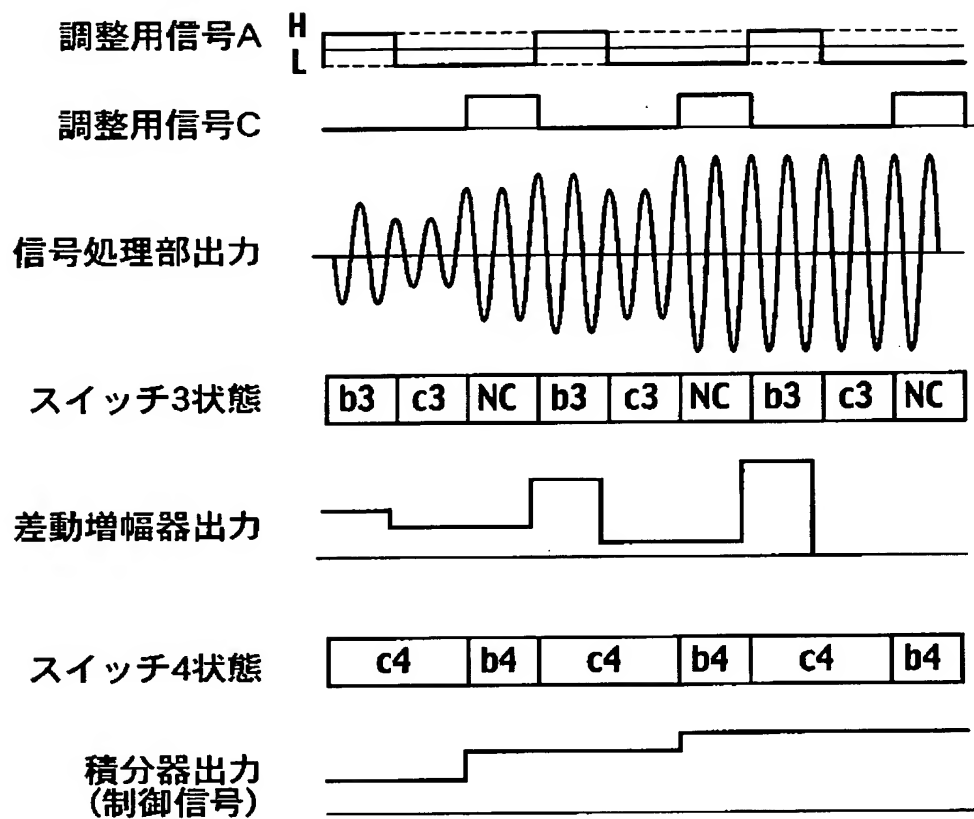 調整用信号A H
L
調整用信号C
信号処理部出力
スイッチ3状態 b3 c3 NC b3 c3 NC b3 c3 NC
差動増幅器出力
スイッチ4状態 c4 b4 c4 b4 c4 b4
積分器出力
(制御信号)